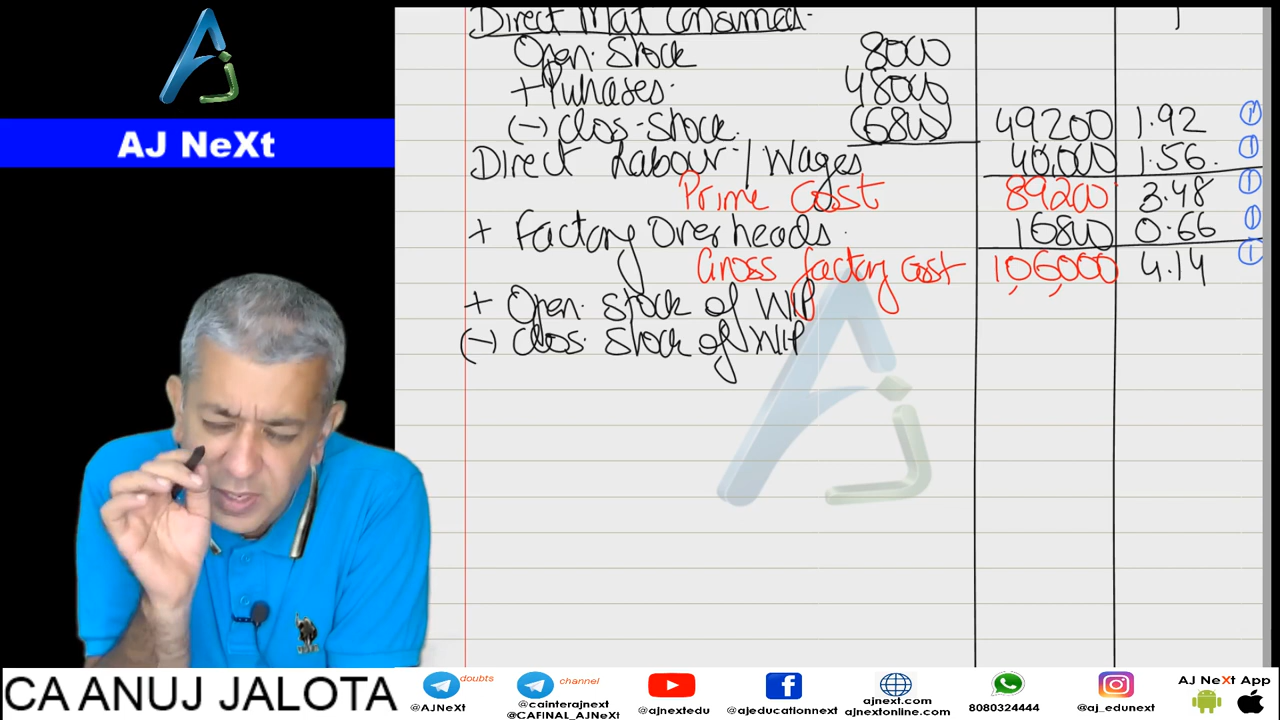 Direct Mat Consumed.
Open. Stock 8000
+ Puhases. 48000
(-) clos-stock. (6800 49200 1.92 ①
Direct Labour / Wages 40,000 1.56. ①
Prime Cost 89200 3.48 ①
+ Factory Overheads. 16800 0.66 ①
Gross factory cost 1,06,000 4.14 ①
+ Open. stock of WIP
(-) Clos. Stock of WIP
AJ NeXt
CA ANUJ JALOTA
doubts
@AJNeXt
channel
@cainterajnext
@CAFINAL_AJNeXt
@ajnextedu
@ajeducationnext
ajnext.com
ajnextonline.com
8080324444
@aj_edunext
AJ NeXt App